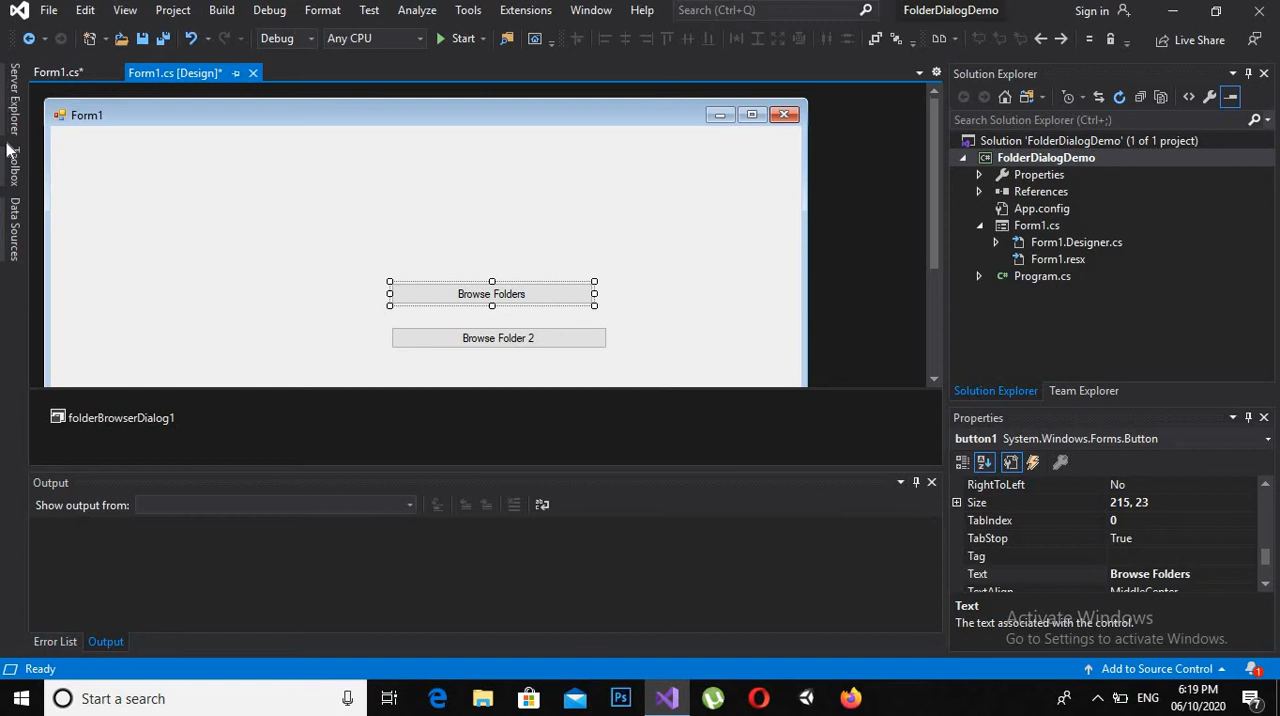 File Edit View Project Build Debug Format Test Analyze Tools Extensions Window Help Search (Ctrl+Q) FolderDialogDemo Sign in
Debug Any CPU Start Live Share
Form1.cs* Form1.cs [Design]*
Server Explorer
Toolbox
Data Sources
Form1
Browse Folders
Browse Folder 2
folderBrowserDialog1
Output
Show output from:
Error List Output
Solution Explorer
Search Solution Explorer (Ctrl+;)
Solution 'FolderDialogDemo' (1 of 1 project)
FolderDialogDemo
Properties
References
App.config
Form1.cs
Form1.Designer.cs
Form1.resx
Program.cs
Solution Explorer Team Explorer
Properties
button1 System.Windows.Forms.Button
RightToLeft No
Size 215, 23
TabIndex 0
TabStop True
Tag
Text Browse Folders
TextAlign MiddleCenter
Text
The text associated with the control.
Activate Windows
Go to Settings to activate Windows.
Ready Add to Source Control 1
Start a search ENG 6:19 PM
06/10/2020 7